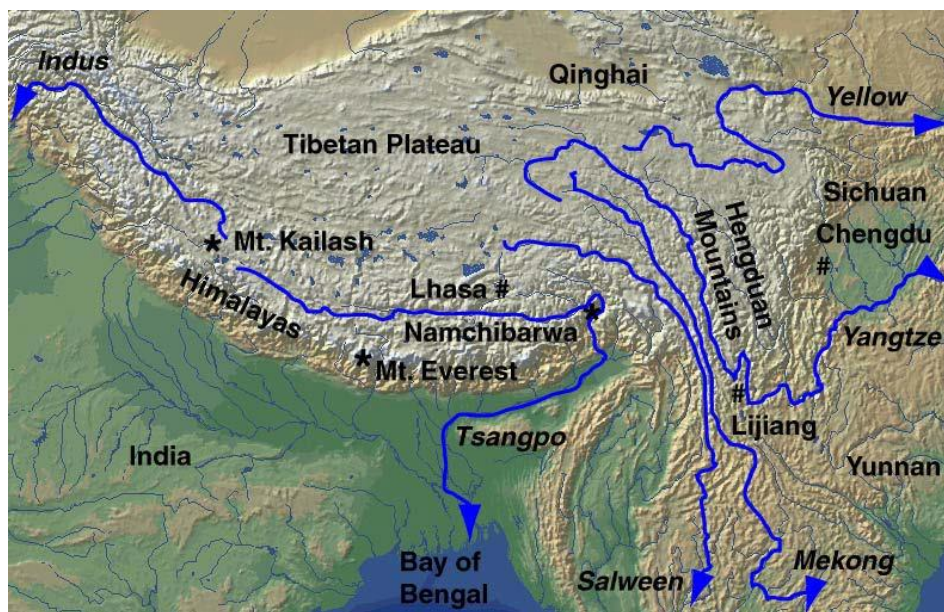 Indus
Qinghai
Yellow
Tibetan Plateau
Sichuan
Chengdu
#
Hengduan
Mountains
* Mt. Kailash
Himalayas
Lhasa #
Namchibarwa *
Yangtze
* Mt. Everest
#
Lijiang
Tsangpo
India
Yunnan
Bay of
Bengal
Salween
Mekong